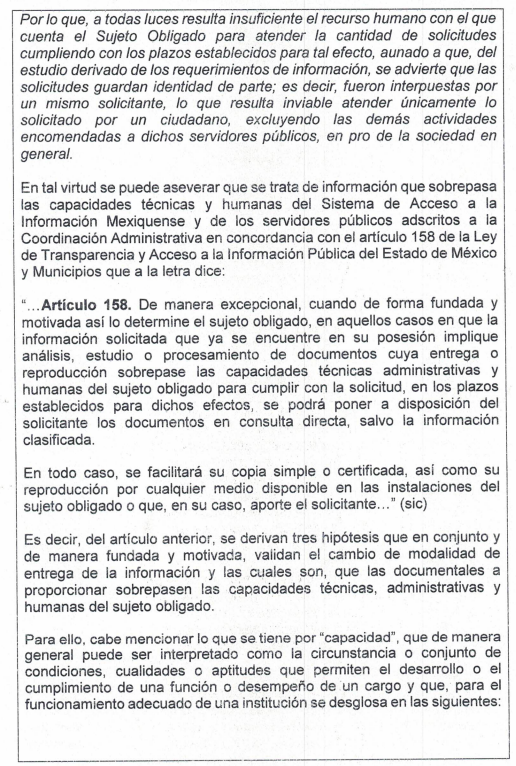 Por lo que, a todas luces resulta insuficiente el recurso humano con el que
cuenta el Sujeto Obligado para atender la cantidad de solicitudes
cumpliendo con los plazos establecidos para tal efecto, aunado a que, del
estudio derivado de los requerimientos de información, se advierte que las
solicitudes guardan identidad de parte; es decir, fueron interpuestas por
un mismo solicitante, lo que resulta inviable atender únicamente lo
solicitado por un ciudadano, excluyendo las demás actividades
encomendadas a dichos servidores públicos, en pro de la sociedad en
general.
En tal virtud se puede aseverar que se trata de información que sobrepasa
las capacidades técnicas y humanas del Sistema de Acceso a la
Información Mexiquense y de los servidores públicos adscritos a la
Coordinación Administrativa en concordancia con el artículo 158 de la Ley
de Transparencia y Acceso a la Información Pública del Estado de México
y Municipios que a la letra dice:
“...Artículo 158. De manera excepcional, cuando de forma fundada y
motivada así lo determine el sujeto obligado, en aquellos casos en que la
información solicitada que ya se encuentre en su posesión implique
análisis, estudio o procesamiento de documentos cuya entrega o
reproducción sobrepase las capacidades técnicas administrativas y
humanas del sujeto obligado para cumplir con la solicitud, en los plazos
establecidos para dichos efectos, se podrá poner a disposición del
solicitante los documentos en consulta directa, salvo la información
clasificada.
En todo caso, se facilitará su copia simple o certificada, así como su
reproducción por cualquier medio disponible en las instalaciones del
sujeto obligado o que, en su caso, aporte el solicitante...” (sic)
Es decir, del artículo anterior, se derivan tres hipótesis que en conjunto y
de manera fundada y motivada, validan el cambio de modalidad de
entrega de la información y las cuales son, que las documentales a
proporcionar sobrepasen las capacidades técnicas, administrativas y
humanas del sujeto obligado.
Para ello, cabe mencionar lo que se tiene por “capacidad”, que de manera
general puede ser interpretado como la circunstancia o conjunto de
condiciones, cualidades o aptitudes que permiten el desarrollo o el
cumplimiento de una función o desempeño de un cargo y que, para el
funcionamiento adecuado de una institución se desglosa en las siguientes: